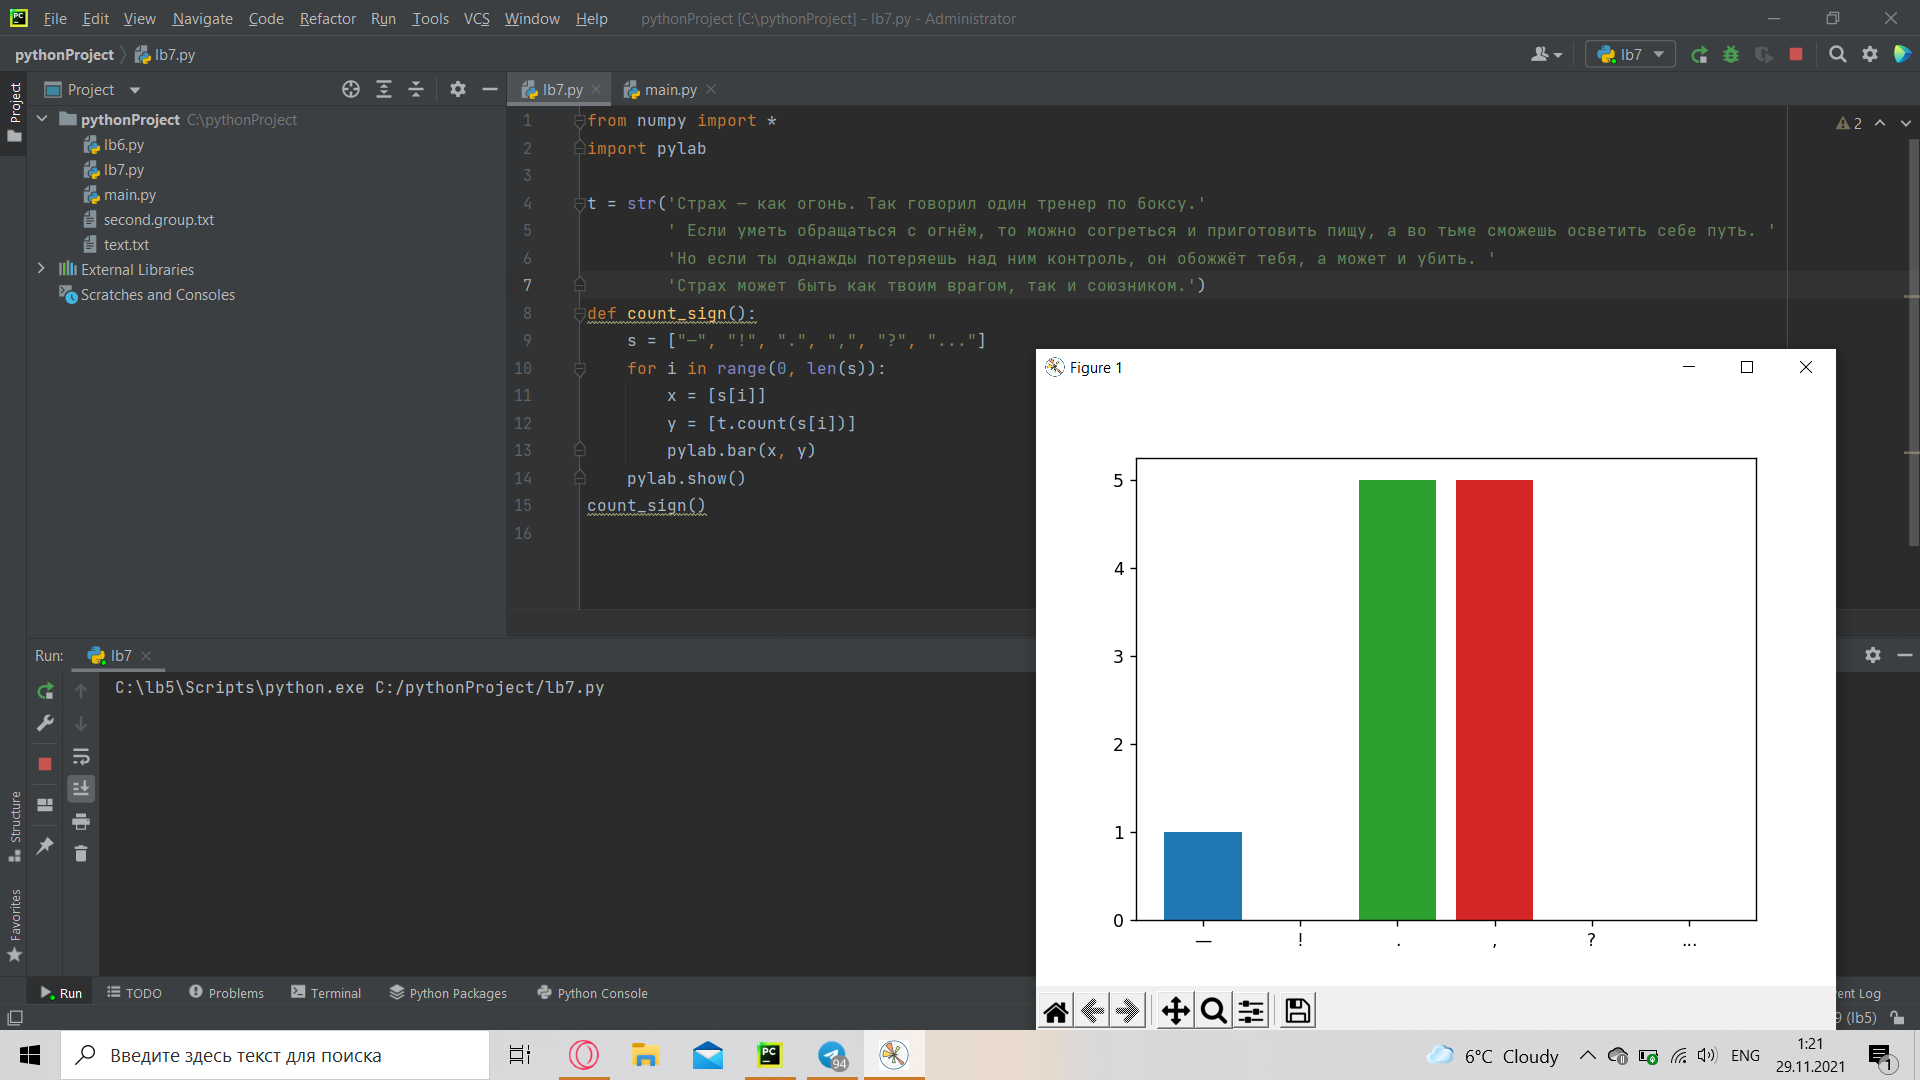 File Edit View Navigate Code Refactor Run Tools VCS Window Help pythonProject [C:\pythonProject] - lb7.py - Administrator
pythonProject lb7.py lb7
Project
Project
lb7.py main.py
pythonProject C:\pythonProject
lb6.py
lb7.py
main.py
second.group.txt
text.txt
External Libraries
Scratches and Consoles
2
1 from numpy import *
2 import pylab
3
4 t = str('Страх — как огонь. Так говорил один тренер по боксу.'
5 ' Если уметь обращаться с огнём, то можно согреться и приготовить пищу, а во тьме сможешь осветить себе путь. '
6 'Но если ты однажды потеряешь над ним контроль, он обожжёт тебя, а может и убить. '
7 'Страх может быть как твоим врагом, так и союзником.')
8 def count_sign():
9 s = ["—", "!", ".", ",", "?", "..."]
10 for i in range(0, len(s)):
11 x = [s[i]]
12 y = [t.count(s[i])]
13 pylab.bar(x, y)
14 pylab.show()
15 count_sign()
16
Figure 1
5
4
3
2
1
0
— ! . , ? ...
Run: lb7
C:\lb5\Scripts\python.exe C:/pythonProject/lb7.py
Structure
Favorites
Run TODO Problems Terminal Python Packages Python Console
ent Log
9 (lb5)
Введите здесь текст для поиска
PC
94
6°C Cloudy
ENG
1:21
29.11.2021
1